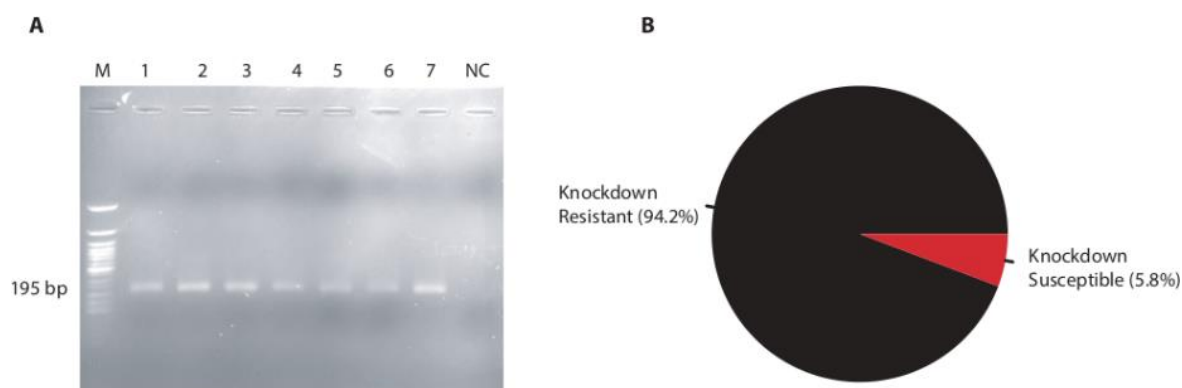 A
B
M 1 2 3 4 5 6 7 NC
195 bp
Knockdown
Resistant (94.2%)
Knockdown
Susceptible (5.8%)